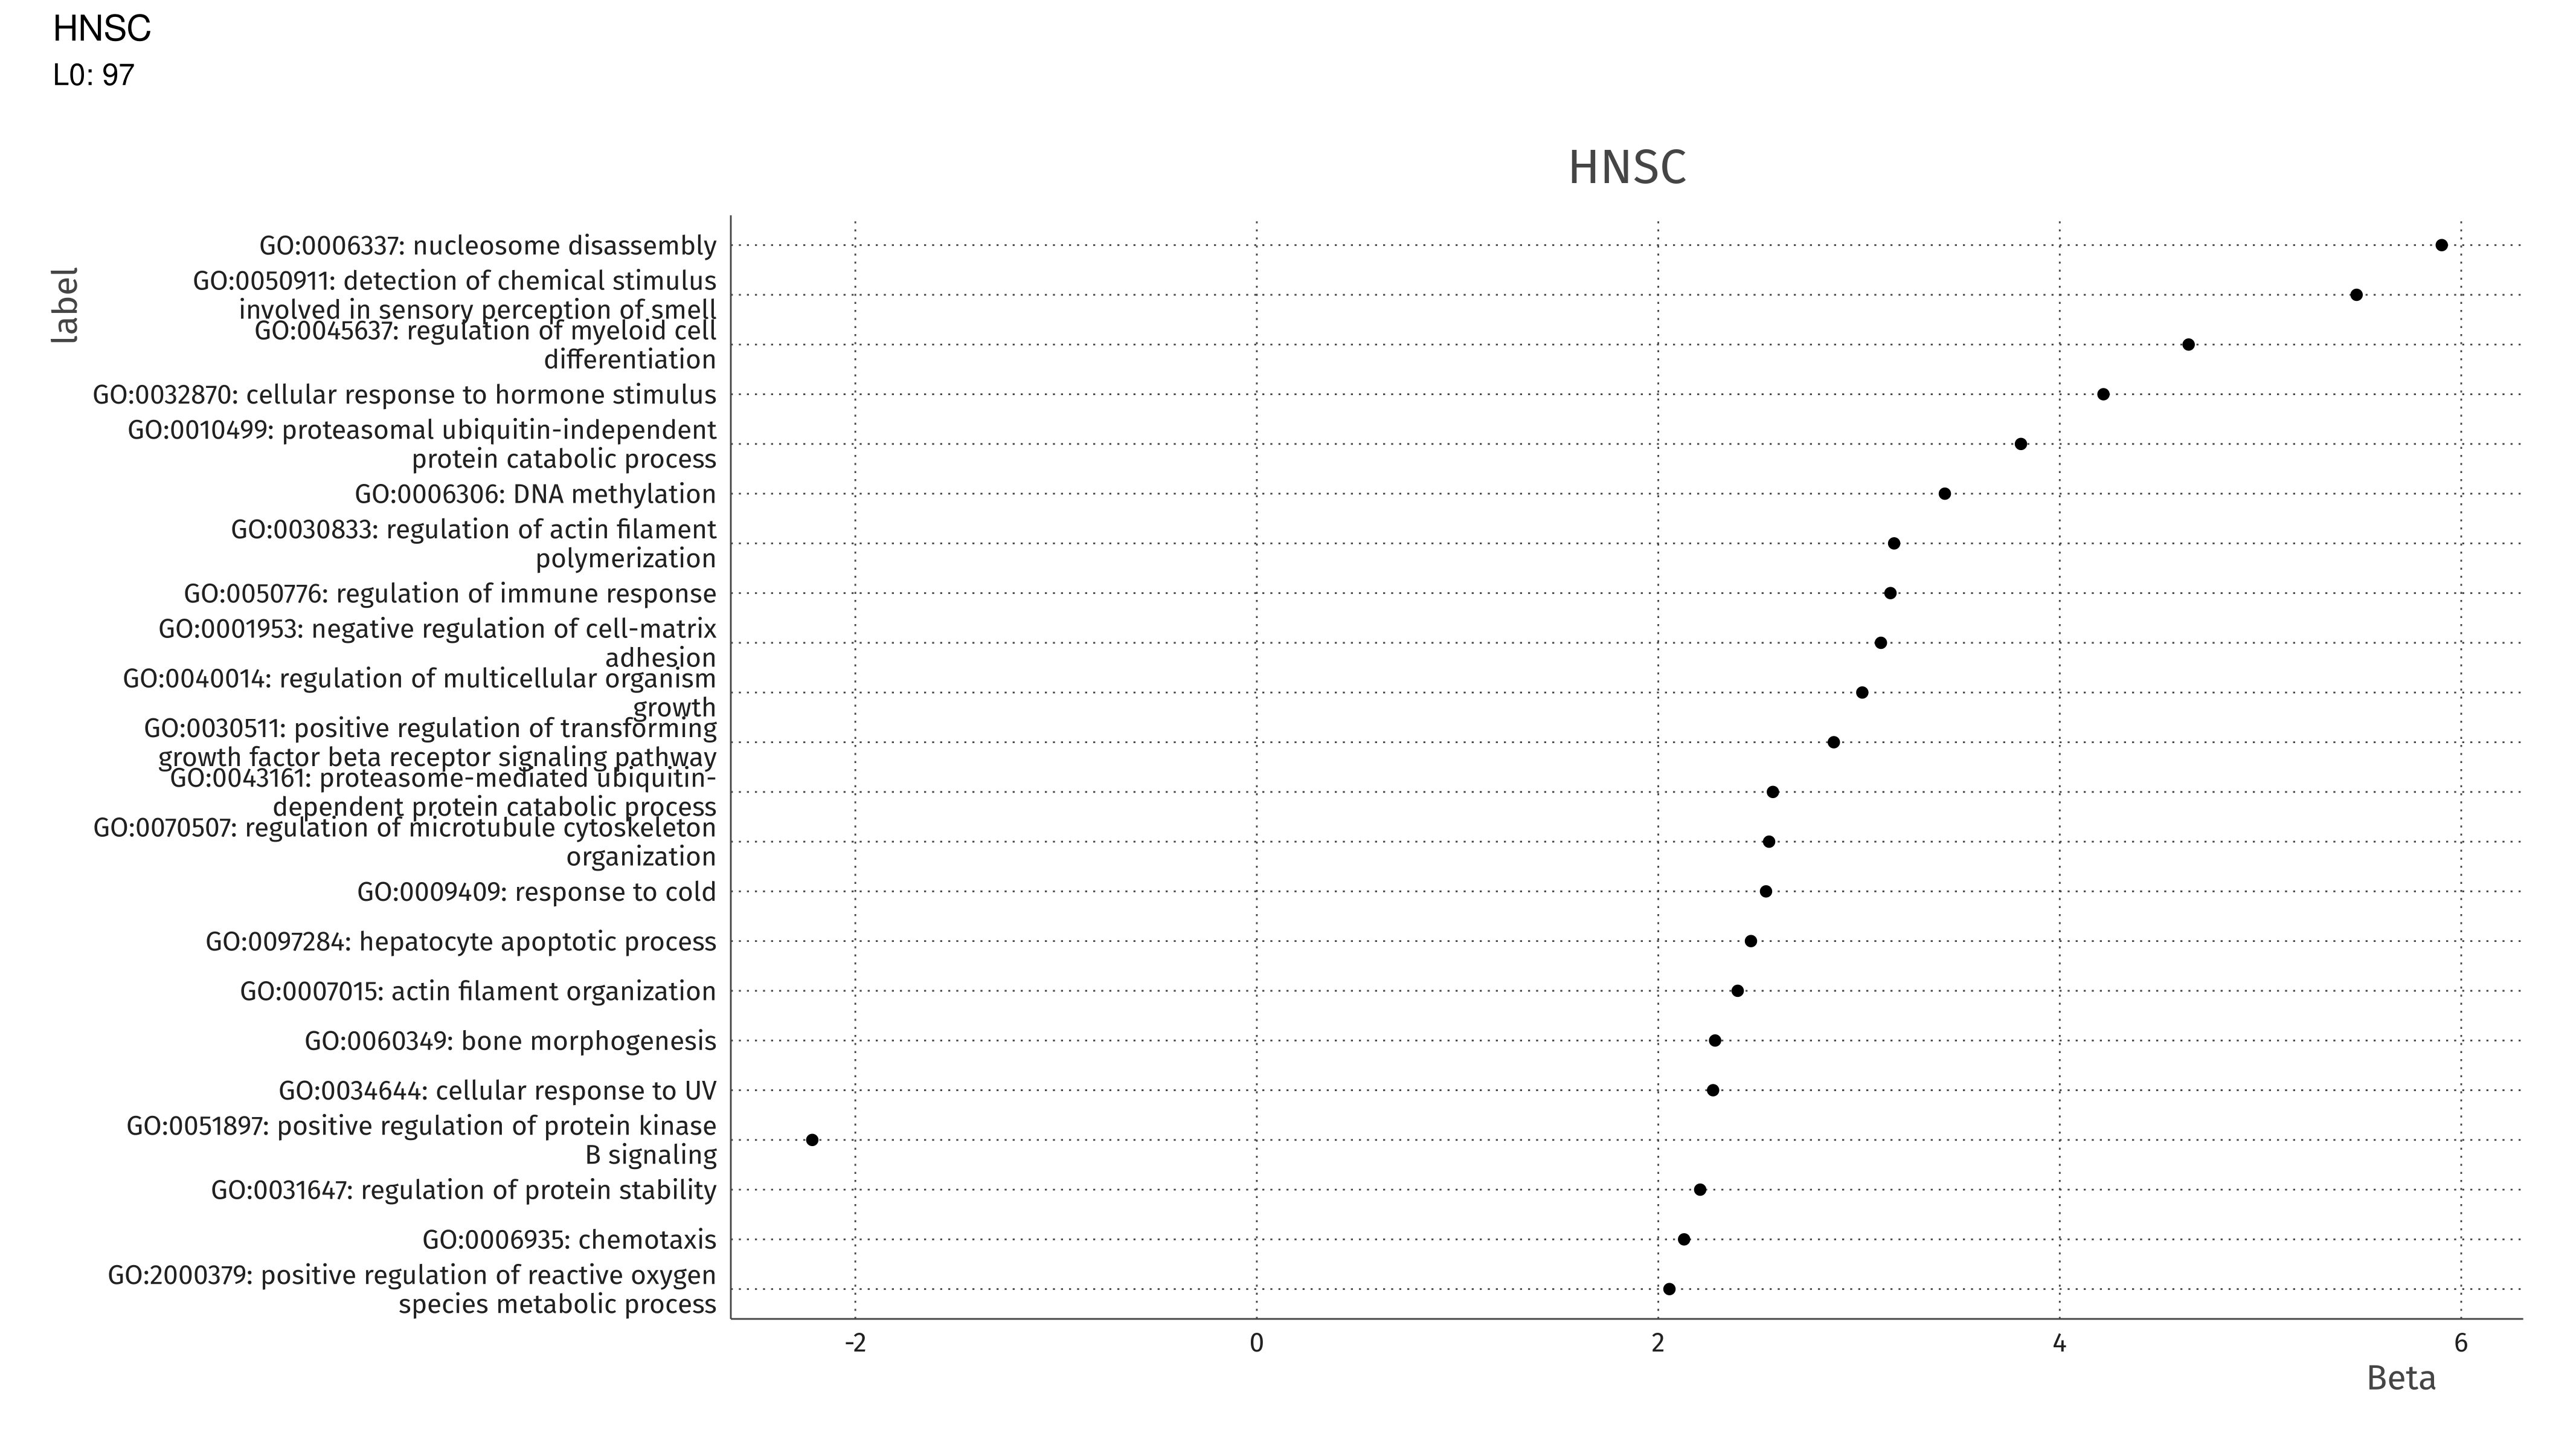 HNSC
L0: 97
HNSC
label
GO:0006337: nucleosome disassembly
GO:0050911: detection of chemical stimulus
involved in sensory perception of smell
GO:0045637: regulation of myeloid cell
differentiation
GO:0032870: cellular response to hormone stimulus
GO:0010499: proteasomal ubiquitin-independent
protein catabolic process
GO:0006306: DNA methylation
GO:0030833: regulation of actin filament
polymerization
GO:0050776: regulation of immune response
GO:0001953: negative regulation of cell-matrix
adhesion
GO:0040014: regulation of multicellular organism
growth
GO:0030511: positive regulation of transforming
growth factor beta receptor signaling pathway
GO:0043161: proteasome-mediated ubiquitin-
dependent protein catabolic process
GO:0070507: regulation of microtubule cytoskeleton
organization
GO:0009409: response to cold
GO:0097284: hepatocyte apoptotic process
GO:0007015: actin filament organization
GO:0060349: bone morphogenesis
GO:0034644: cellular response to UV
GO:0051897: positive regulation of protein kinase
B signaling
GO:0031647: regulation of protein stability
GO:0006935: chemotaxis
GO:2000379: positive regulation of reactive oxygen
species metabolic process
-2 0 2 4 6
Beta